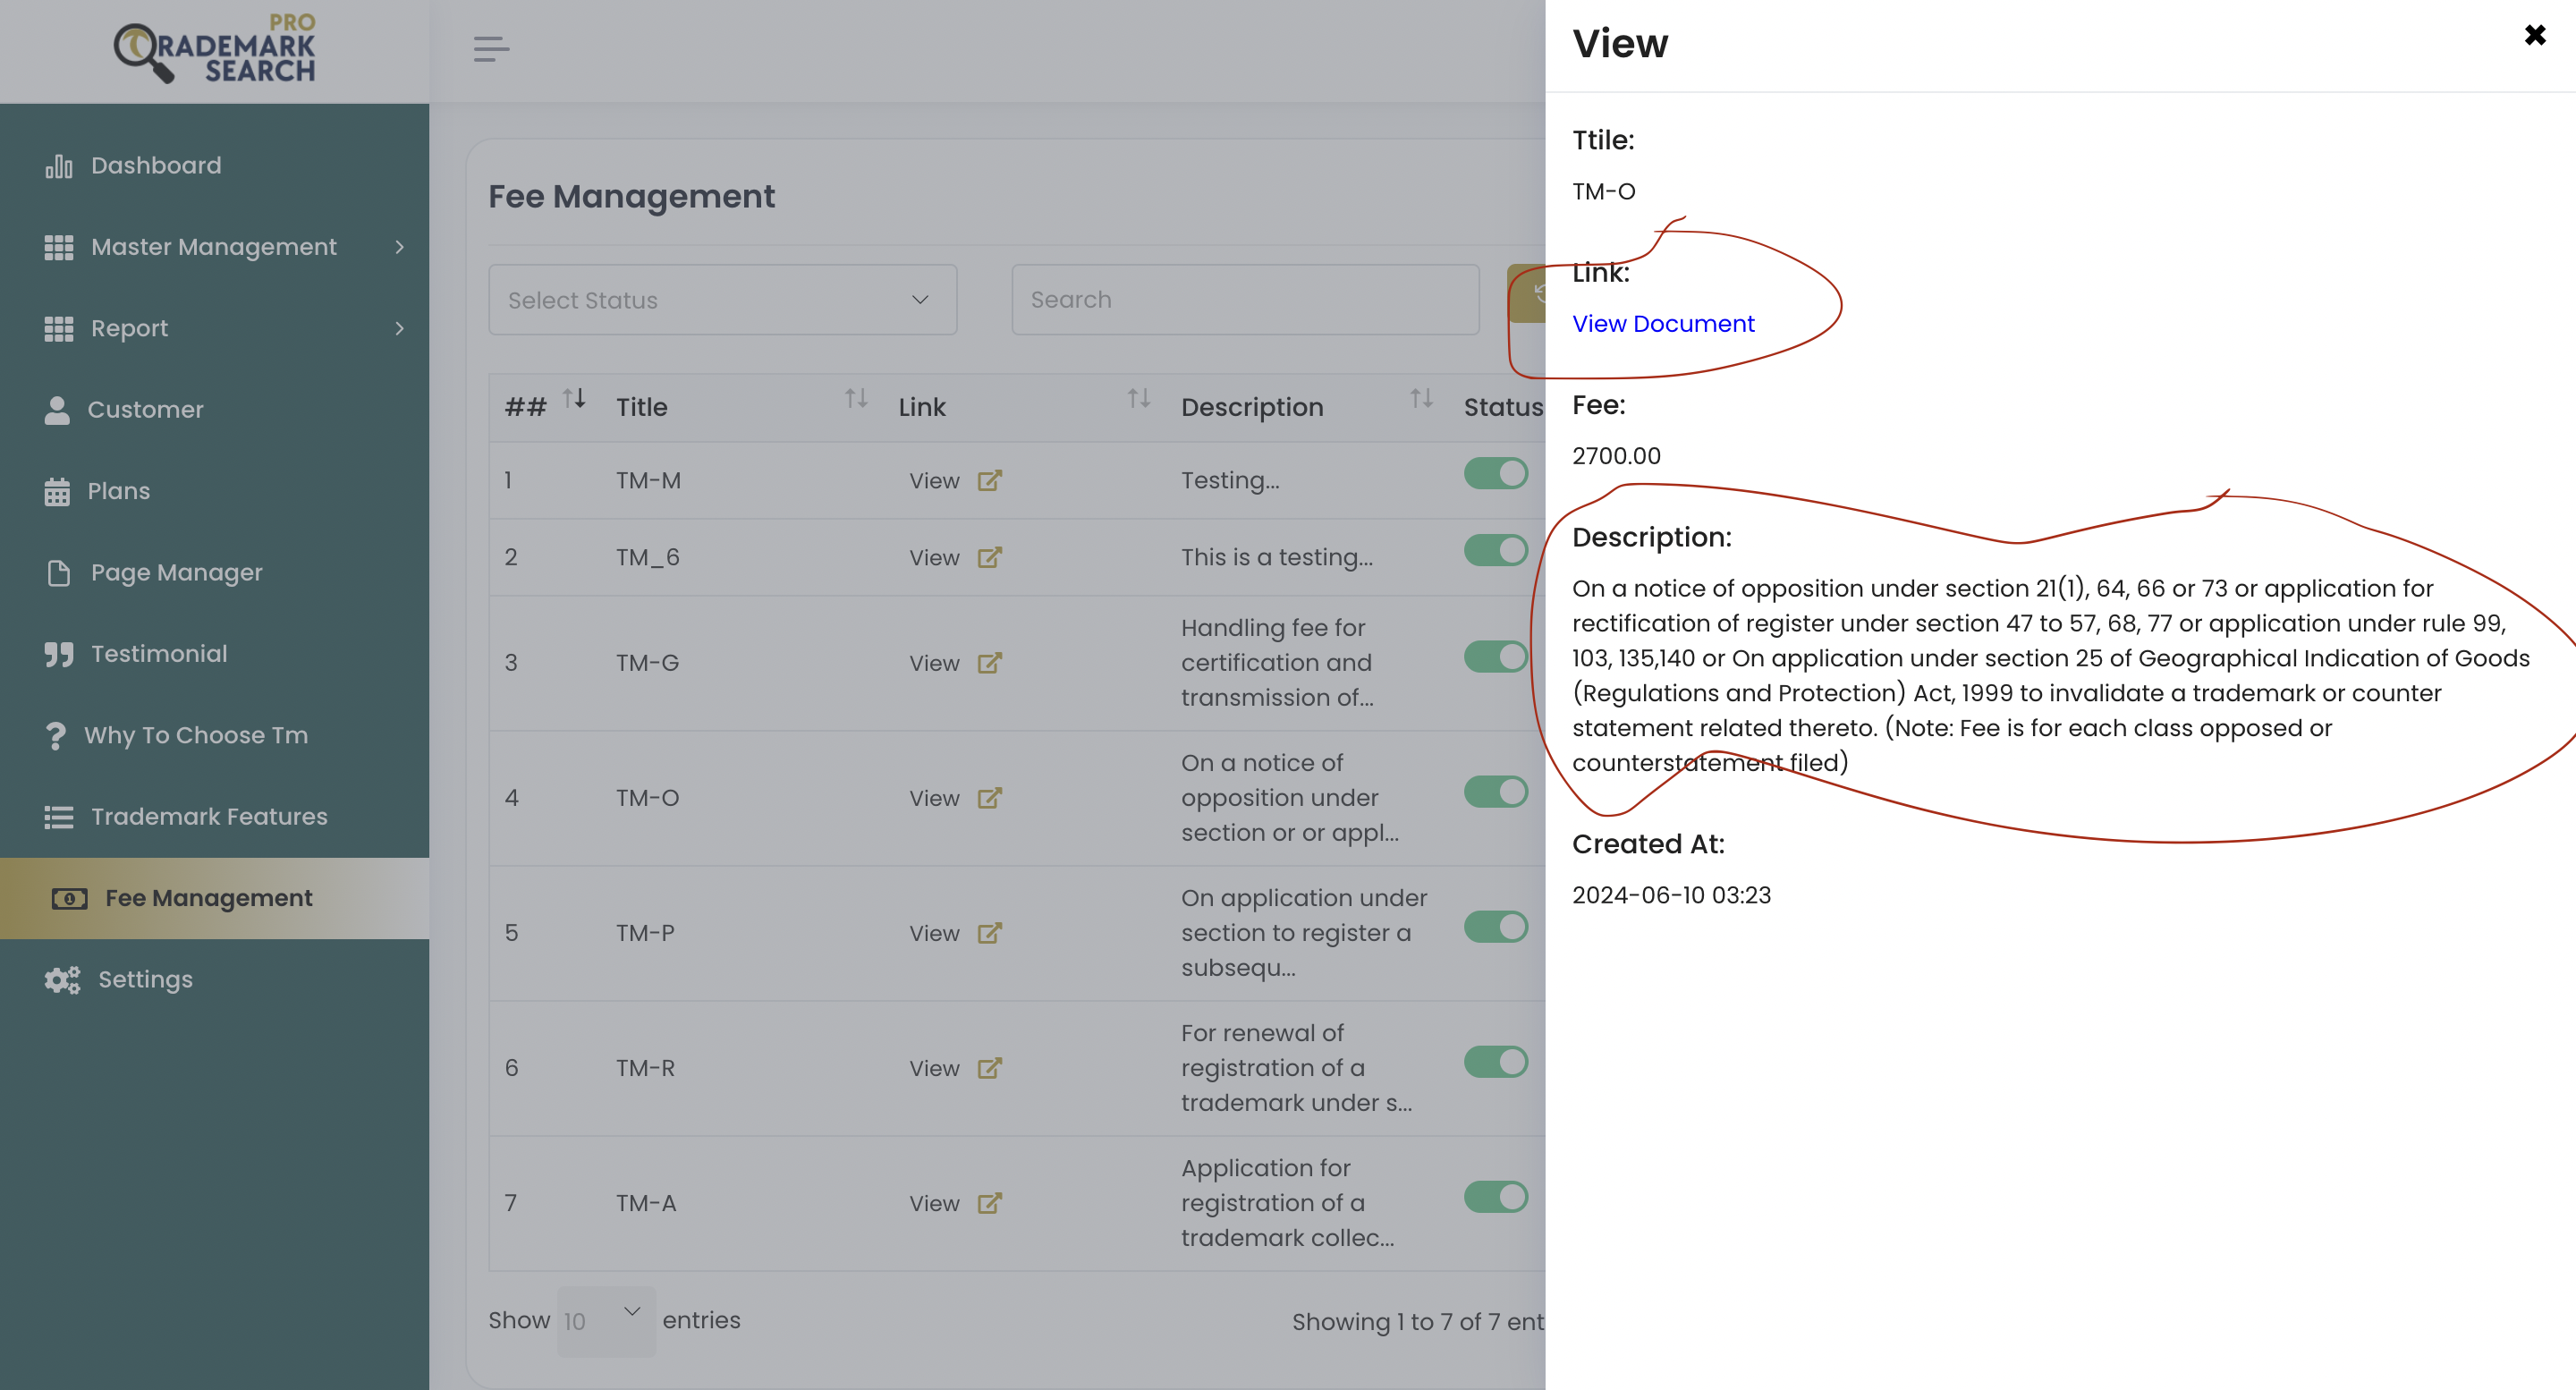 PRO
TRADEMARK
SEARCH
Dashboard
Master Management
Report
Customer
Plans
Page Manager
Testimonial
Why To Choose Tm
Trademark Features
Fee Management
Settings
Fee Management
Select Status
Search
## Title Link Description Status
1 TM-M View Testing...
2 TM_6 View This is a testing...
3 TM-G View Handling fee for
certification and
transmission of...
4 TM-O View On a notice of
opposition under
section or or appl...
5 TM-P View On application under
section to register a
subsequ...
6 TM-R View For renewal of
registration of a
trademark under s...
7 TM-A View Application for
registration of a
trademark collec...
Show 10 entries
Showing 1 to 7 of 7 ent
View
Ttile:
TM-O
Link:
View Document
Fee:
2700.00
Description:
On a notice of opposition under section 21(1), 64, 66 or 73 or application for
rectification of register under section 47 to 57, 68, 77 or application under rule 99,
103, 135,140 or On application under section 25 of Geographical Indication of Goods
(Regulations and Protection) Act, 1999 to invalidate a trademark or counter
statement related thereto. (Note: Fee is for each class opposed or
counterstatement filed)
Created At:
2024-06-10 03:23